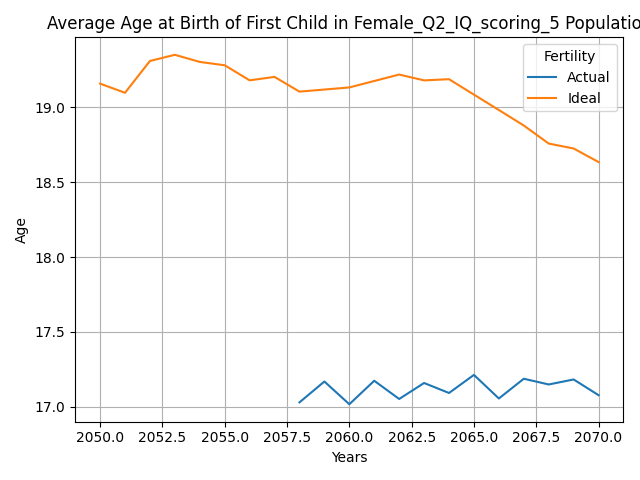 Average Age at Birth of First Child in Female_Q2_IQ_scoring_5 Populatio
Fertility
Actual
Ideal
Age
19.0
18.5
18.0
17.5
17.0
2050.0 2052.5 2055.0 2057.5 2060.0 2062.5 2065.0 2067.5 2070.0
Years